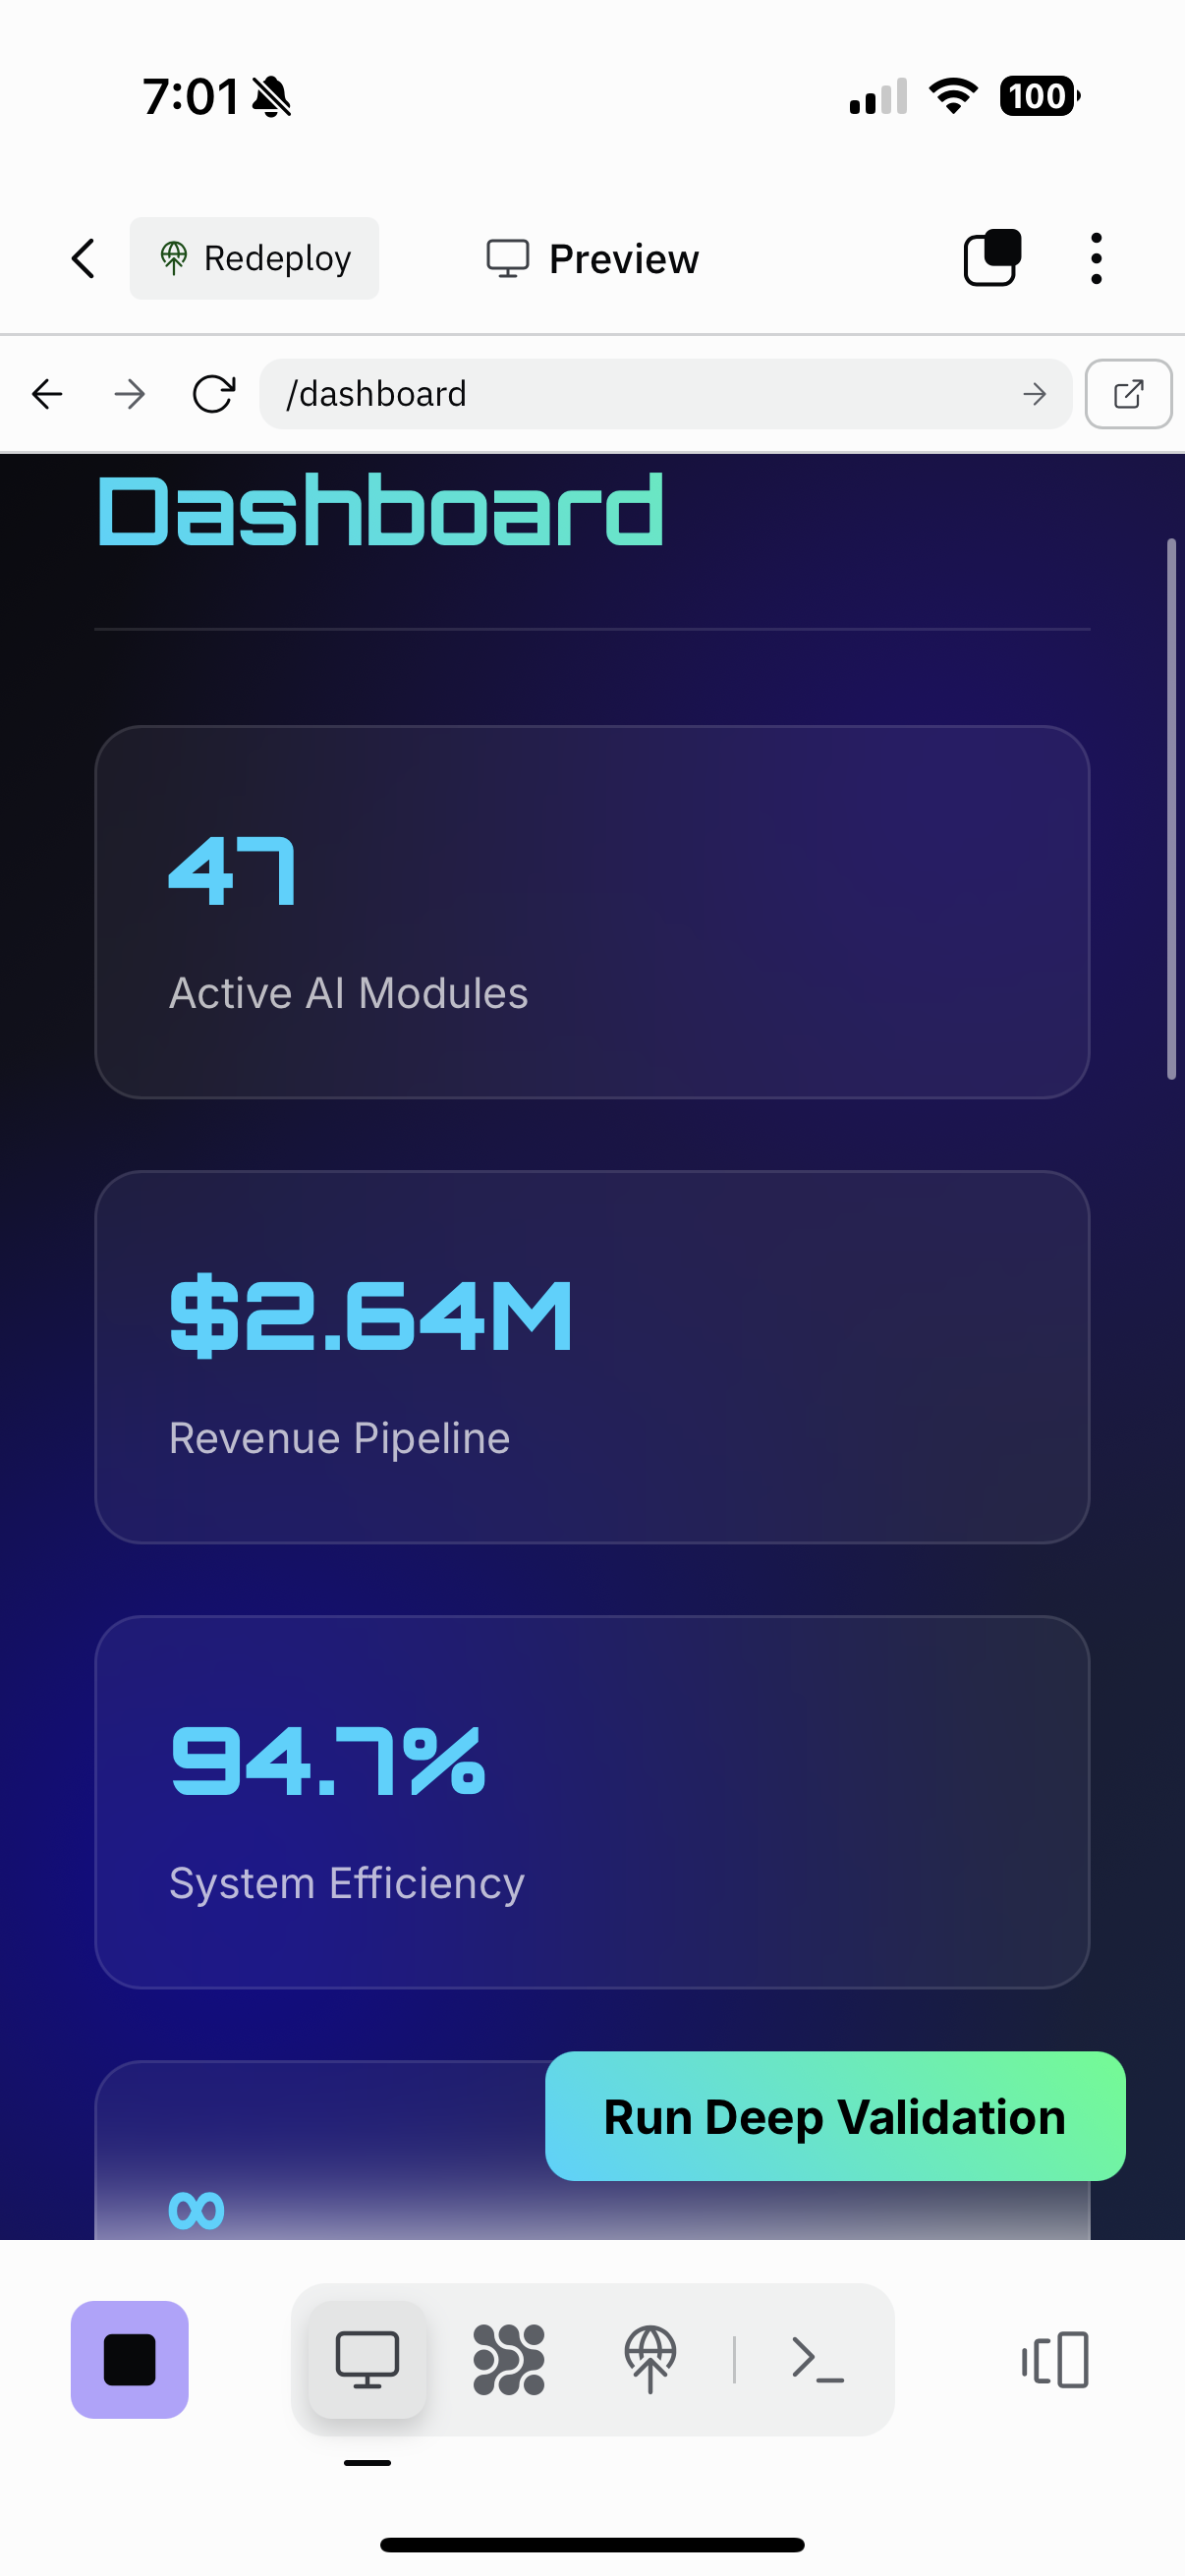 7:01
100
Redeploy
Preview
/dashboard
Dashboard
47
Active AI Modules
$2.64M
Revenue Pipeline
94.7%
System Efficiency
Run Deep Validation
∞